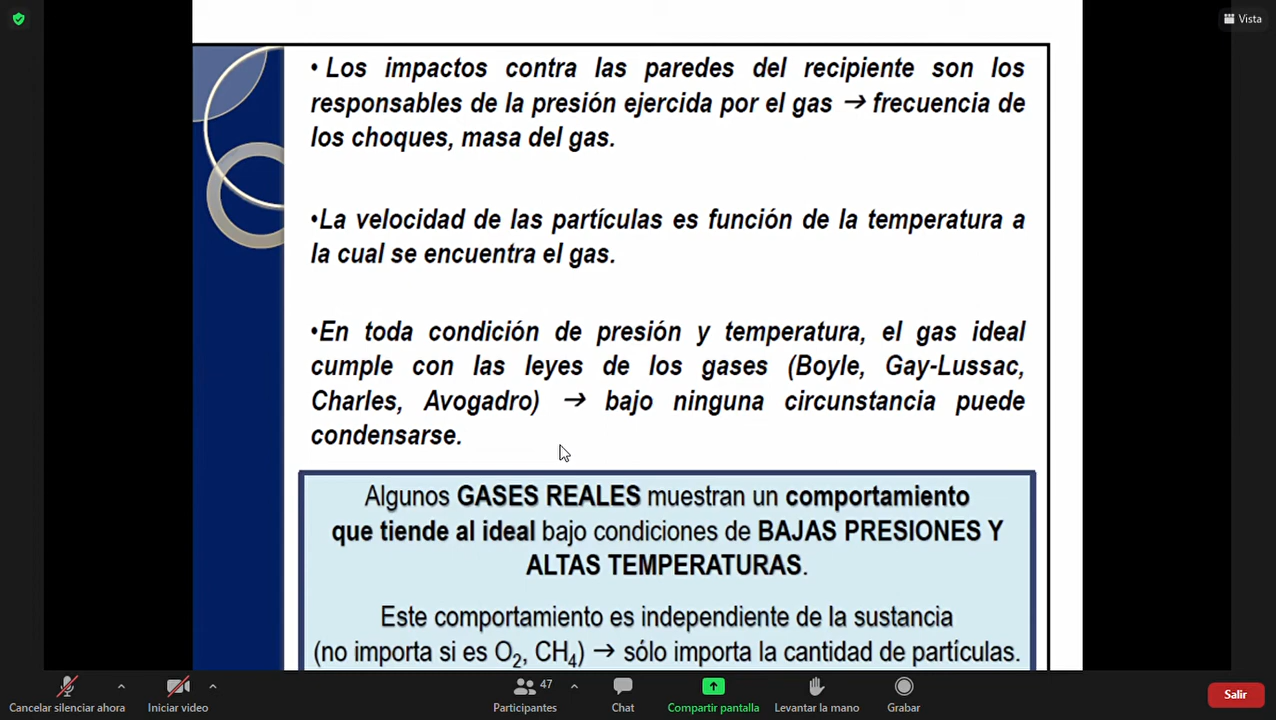 Vista
• Los impactos contra las paredes del recipiente son los
responsables de la presión ejercida por el gas → frecuencia de
los choques, masa del gas.
•La velocidad de las partículas es función de la temperatura a
la cual se encuentra el gas.
•En toda condición de presión y temperatura, el gas ideal
cumple con las leyes de los gases (Boyle, Gay-Lussac,
Charles, Avogadro) → bajo ninguna circunstancia puede
condensarse.
Algunos GASES REALES muestran un comportamiento
que tiende al ideal bajo condiciones de BAJAS PRESIONES Y
ALTAS TEMPERATURAS.
Este comportamiento es independiente de la sustancia
(no importa si es O₂, CH₄) → sólo importa la cantidad de partículas.
Cancelar silenciar ahora
Iniciar video
47
Participantes
Chat
Compartir pantalla
Levantar la mano
Grabar
Salir